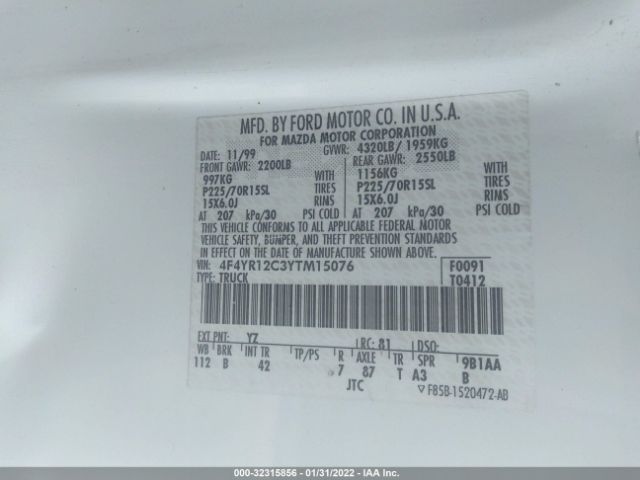 MFD. BY FORD MOTOR CO. IN U.S.A.
FOR MAZDA MOTOR CORPORATION
DATE: 11/99 GVWR: 4320LB/ 1959KG
FRONT GAWR: 2200LB REAR GAWR: 2550LB
997KG WITH 1156KG WITH
P225/70R15SL TIRES P225/70R15SL TIRES
15X6.0J RIMS 15X6.0J RIMS
AT 207 kPa/30 PSI COLD AT 207 kPa/30 PSI COLD
THIS VEHICLE CONFORMS TO ALL APPLICABLE FEDERAL MOTOR
VEHICLE SAFETY, BUMPER, AND THEFT PREVENTION STANDARDS
IN EFFECT ON THE DATE OF MANUFACTURE SHOWN ABOVE.
VIN: 4F4YR12C3YTM15076 F0091
TYPE: TRUCK T0412
EXT PNT: YZ RC: 81 DSO:
WB BRK INT TR TP/PS R AXLE TR SPR 9B1AA
112 B 42 7 87 T A3 B
JTC ▽ F85B-1520472-AB
000-32315856 - 01/31/2022 - IAA Inc.